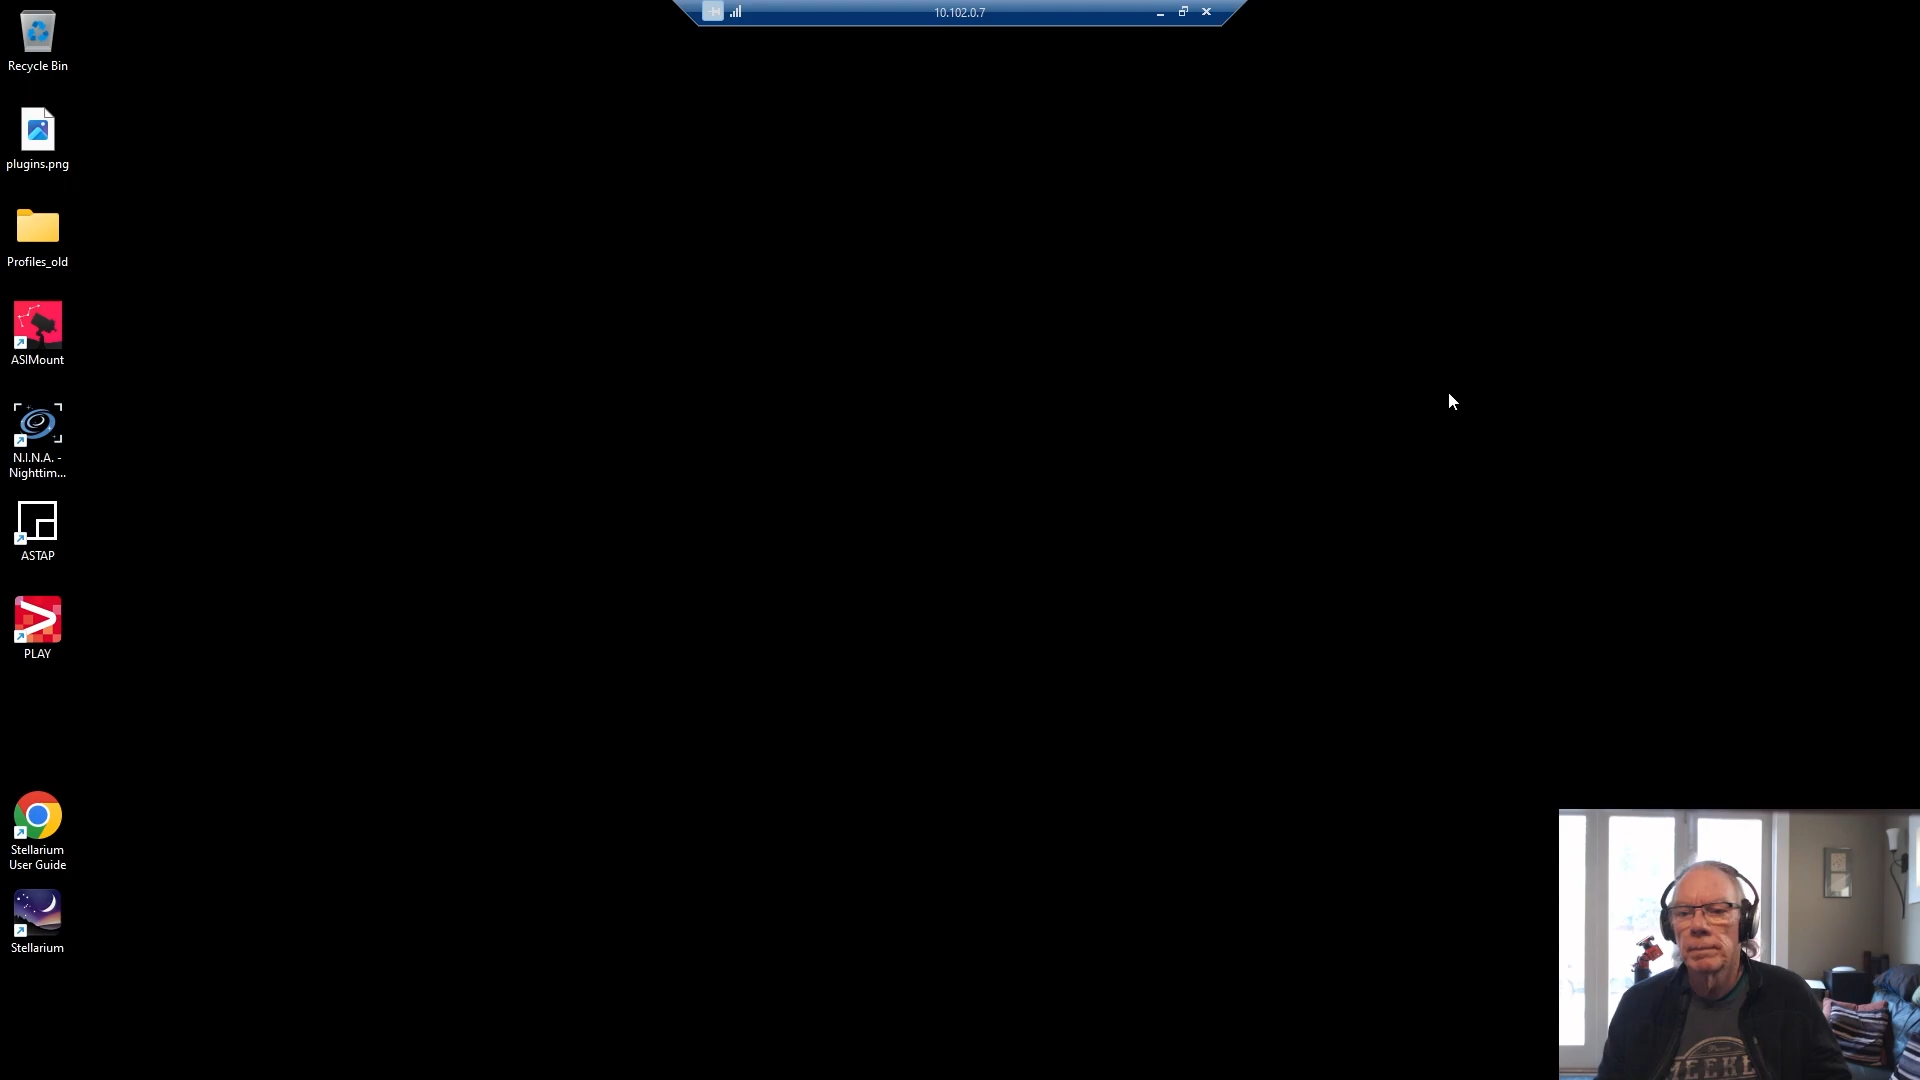 10.102.0.7
Recycle Bin
plugins.png
Profiles_old
ASIMount
N.I.N.A. -
Nighttim...
ASTAP
PLAY
Stellarium
User Guide
Stellarium